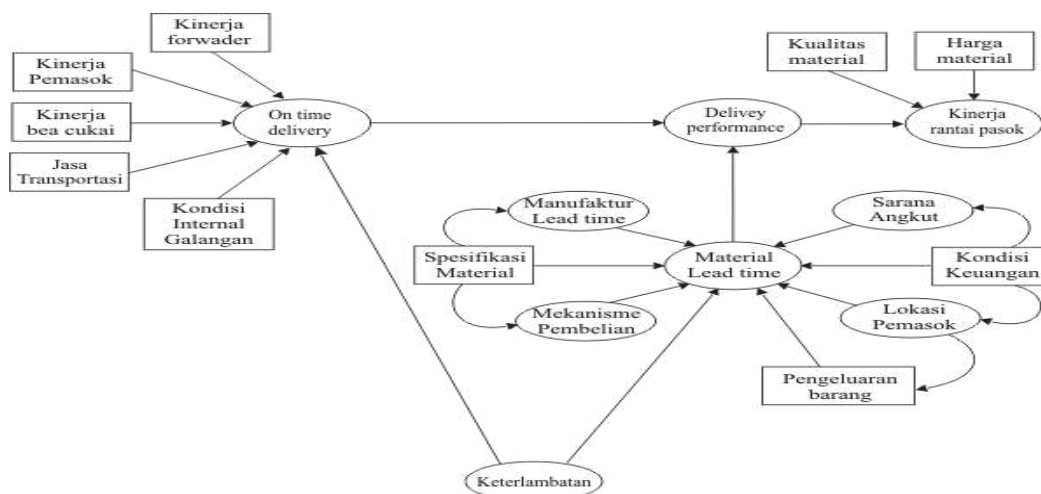 Kinerja
forwader
Kinerja
Pemasok
Kinerja
bea cukai
Jasa
Transportasi
Kondisi
Internal
Galangan
On time
delivery
Delivey
performance
Kualitas
material
Harga
material
Kinerja
rantai pasok
Manufaktur
Lead time
Spesifikasi
Material
Mekanisme
Pembelian
Material
Lead time
Sarana
Angkut
Kondisi
Keuangan
Lokasi
Pemasok
Pengeluaran
barang
Keterlambatan